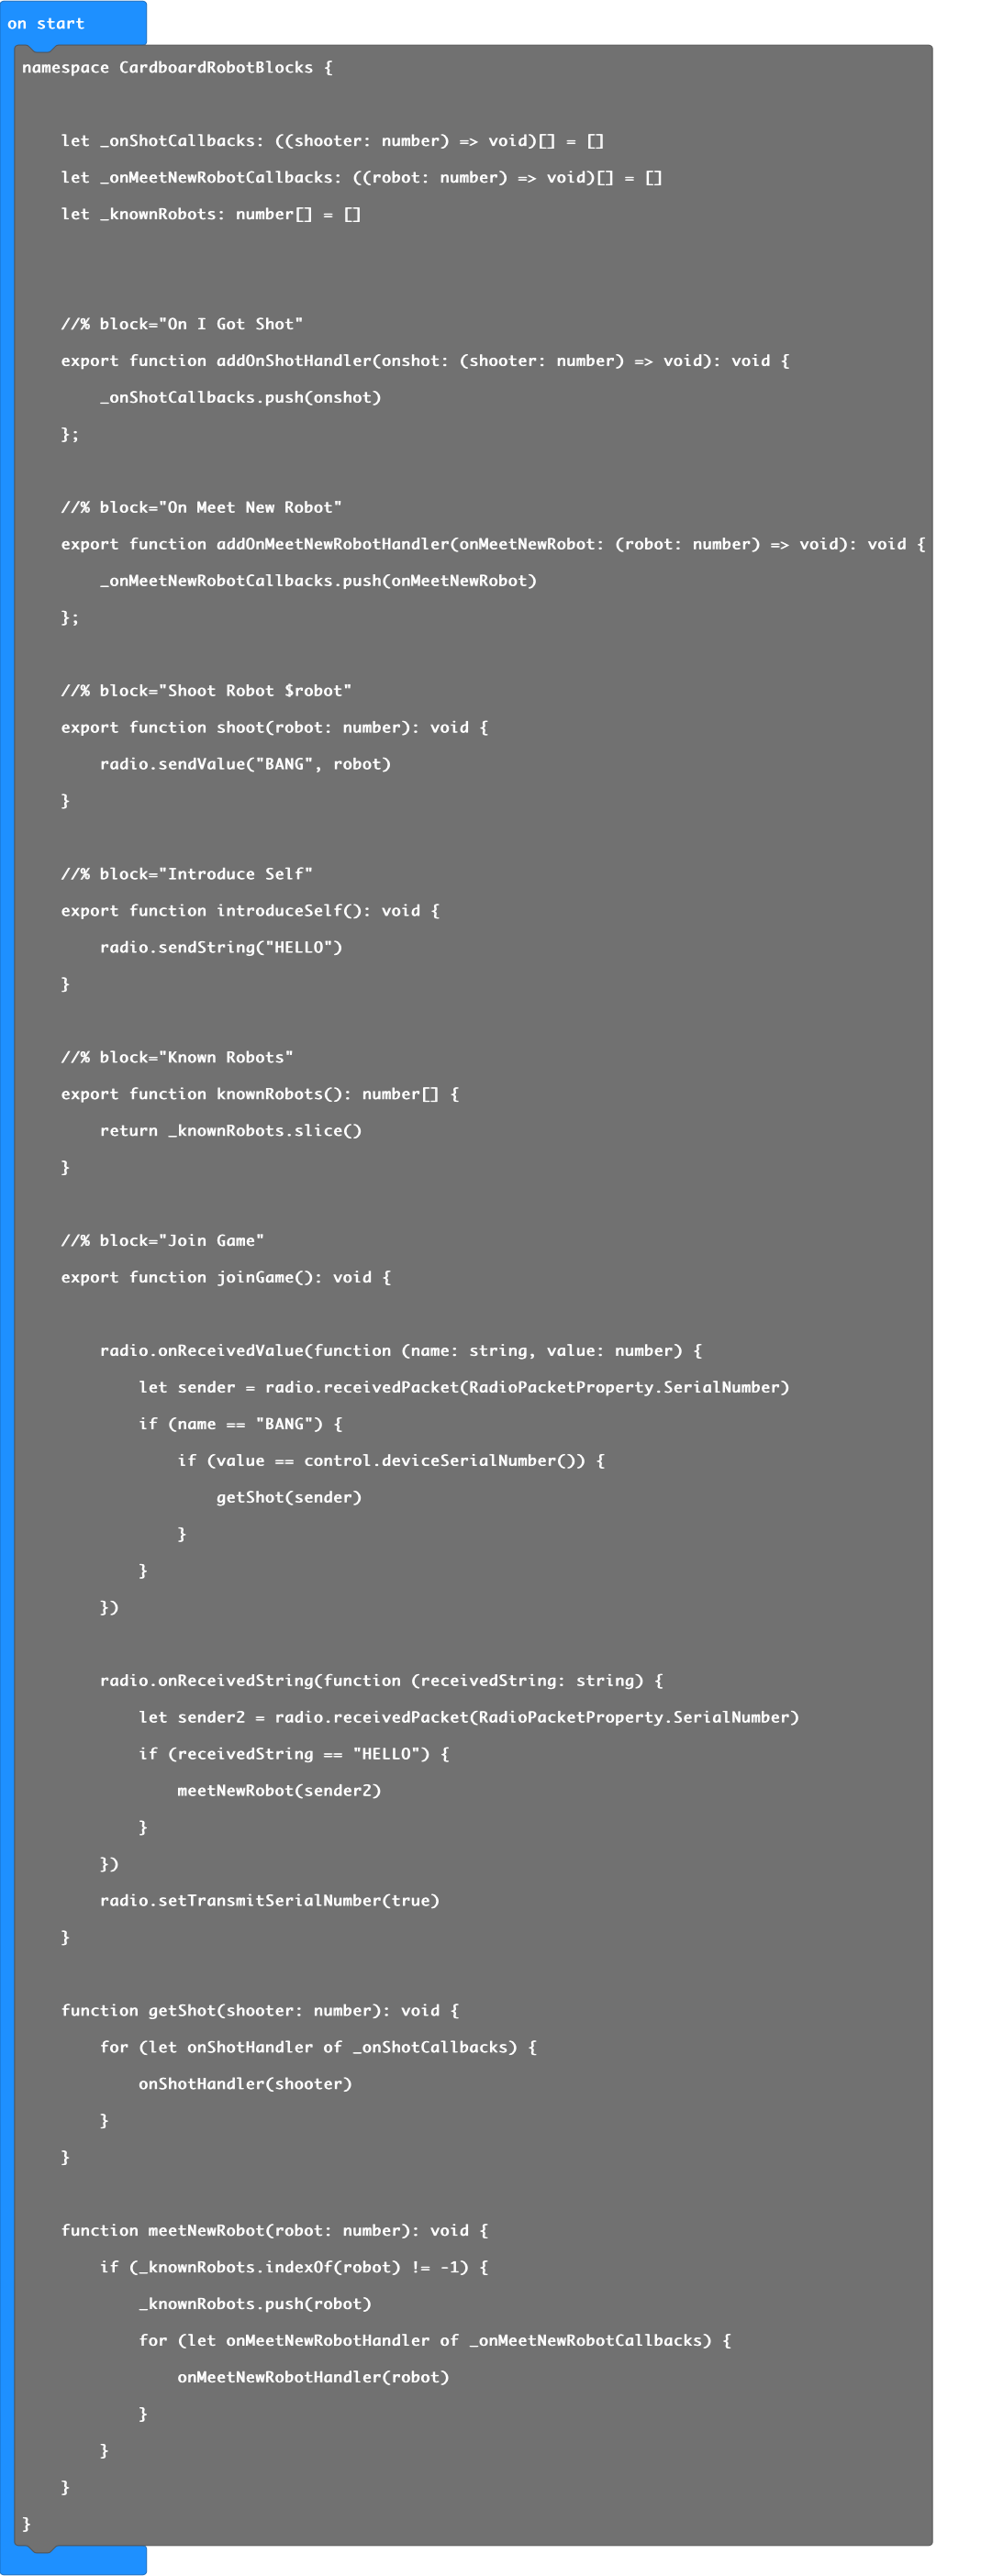 on start
namespace CardboardRobotBlocks {
    let _onShotCallbacks: ((shooter: number) => void)[] = []
    let _onMeetNewRobotCallbacks: ((robot: number) => void)[] = []
    let _knownRobots: number[] = []
    //% block="On I Got Shot"
    export function addOnShotHandler(onshot: (shooter: number) => void): void {
        _onShotCallbacks.push(onshot)
    };
    //% block="On Meet New Robot"
    export function addOnMeetNewRobotHandler(onMeetNewRobot: (robot: number) => void): void {
        _onMeetNewRobotCallbacks.push(onMeetNewRobot)
    };
    //% block="Shoot Robot $robot"
    export function shoot(robot: number): void {
        radio.sendValue("BANG", robot)
    }
    //% block="Introduce Self"
    export function introduceSelf(): void {
        radio.sendString("HELLO")
    }
    //% block="Known Robots"
    export function knownRobots(): number[] {
        return _knownRobots.slice()
    }
    //% block="Join Game"
    export function joinGame(): void {
        radio.onReceivedValue(function (name: string, value: number) {
            let sender = radio.receivedPacket(RadioPacketProperty.SerialNumber)
            if (name == "BANG") {
                if (value == control.deviceSerialNumber()) {
                    getShot(sender)
                }
            }
        })
        radio.onReceivedString(function (receivedString: string) {
            let sender2 = radio.receivedPacket(RadioPacketProperty.SerialNumber)
            if (receivedString == "HELLO") {
                meetNewRobot(sender2)
            }
        })
        radio.setTransmitSerialNumber(true)
    }
    function getShot(shooter: number): void {
        for (let onShotHandler of _onShotCallbacks) {
            onShotHandler(shooter)
        }
    }
    function meetNewRobot(robot: number): void {
        if (_knownRobots.indexOf(robot) != -1) {
            _knownRobots.push(robot)
            for (let onMeetNewRobotHandler of _onMeetNewRobotCallbacks) {
                onMeetNewRobotHandler(robot)
            }
        }
    }
}